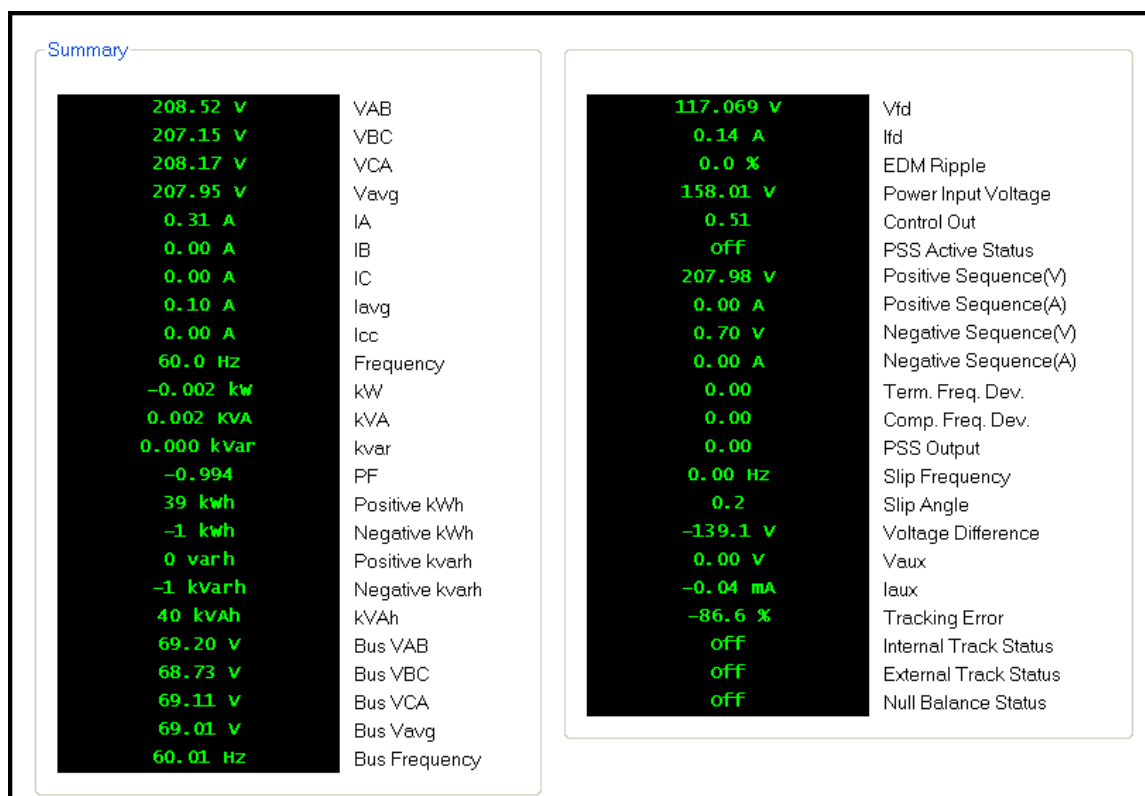 Summary
208.52 V VAB
207.15 V VBC
208.17 V VCA
207.95 V Vavg
0.31 A IA
0.00 A IB
0.00 A IC
0.10 A Iavg
0.00 A Icc
60.0 Hz Frequency
-0.002 kW kW
0.002 KVA kVA
0.000 kVar kvar
-0.994 PF
39 kWh Positive kWh
-1 kWh Negative kWh
0 varh Positive kvarh
-1 kVarh Negative kvarh
40 kVAh kVAh
69.20 V Bus VAB
68.73 V Bus VBC
69.11 V Bus VCA
69.01 V Bus Vavg
60.01 Hz Bus Frequency
117.069 V Vfd
0.14 A Ifd
0.0 % EDM Ripple
158.01 V Power Input Voltage
0.51 Control Out
Off PSS Active Status
207.98 V Positive Sequence(V)
0.00 A Positive Sequence(A)
0.70 V Negative Sequence(V)
0.00 A Negative Sequence(A)
0.00 Term. Freq. Dev.
0.00 Comp. Freq. Dev.
0.00 PSS Output
0.00 Hz Slip Frequency
0.2 Slip Angle
-139.1 V Voltage Difference
0.00 V Vaux
-0.04 mA Iaux
-86.6 % Tracking Error
Off Internal Track Status
Off External Track Status
Off Null Balance Status